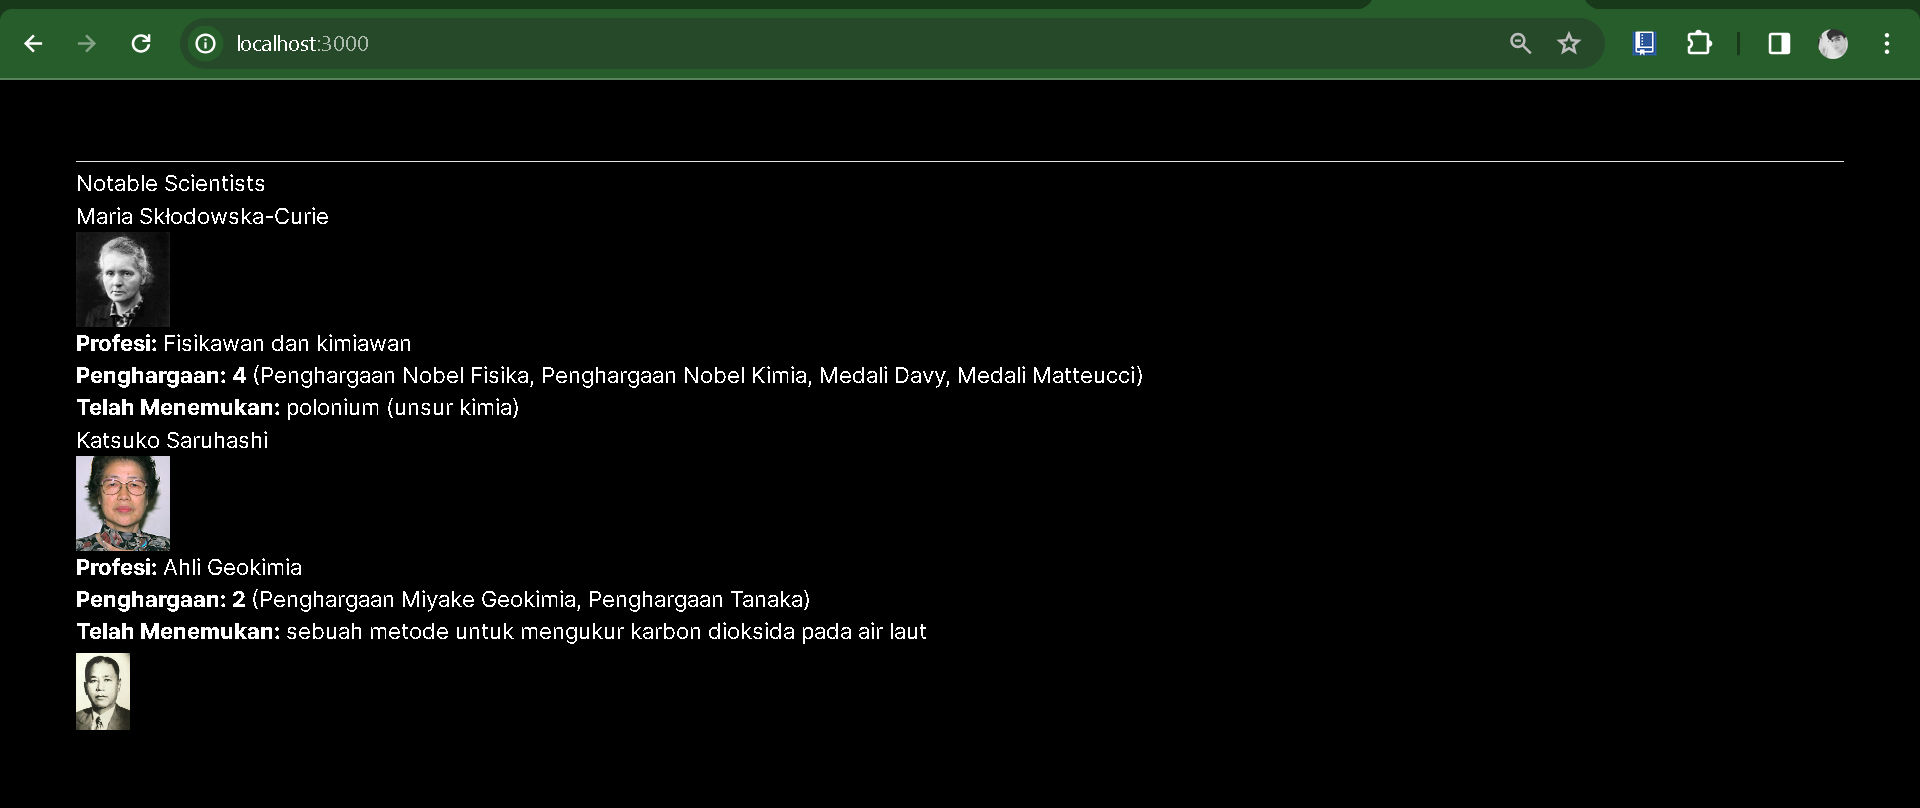 localhost:3000
Notable Scientists
Maria Skłodowska-Curie
Profesi: Fisikawan dan kimiawan
Penghargaan: 4 (Penghargaan Nobel Fisika, Penghargaan Nobel Kimia, Medali Davy, Medali Matteucci)
Telah Menemukan: polonium (unsur kimia)
Katsuko Saruhashi
Profesi: Ahli Geokimia
Penghargaan: 2 (Penghargaan Miyake Geokimia, Penghargaan Tanaka)
Telah Menemukan: sebuah metode untuk mengukur karbon dioksida pada air laut